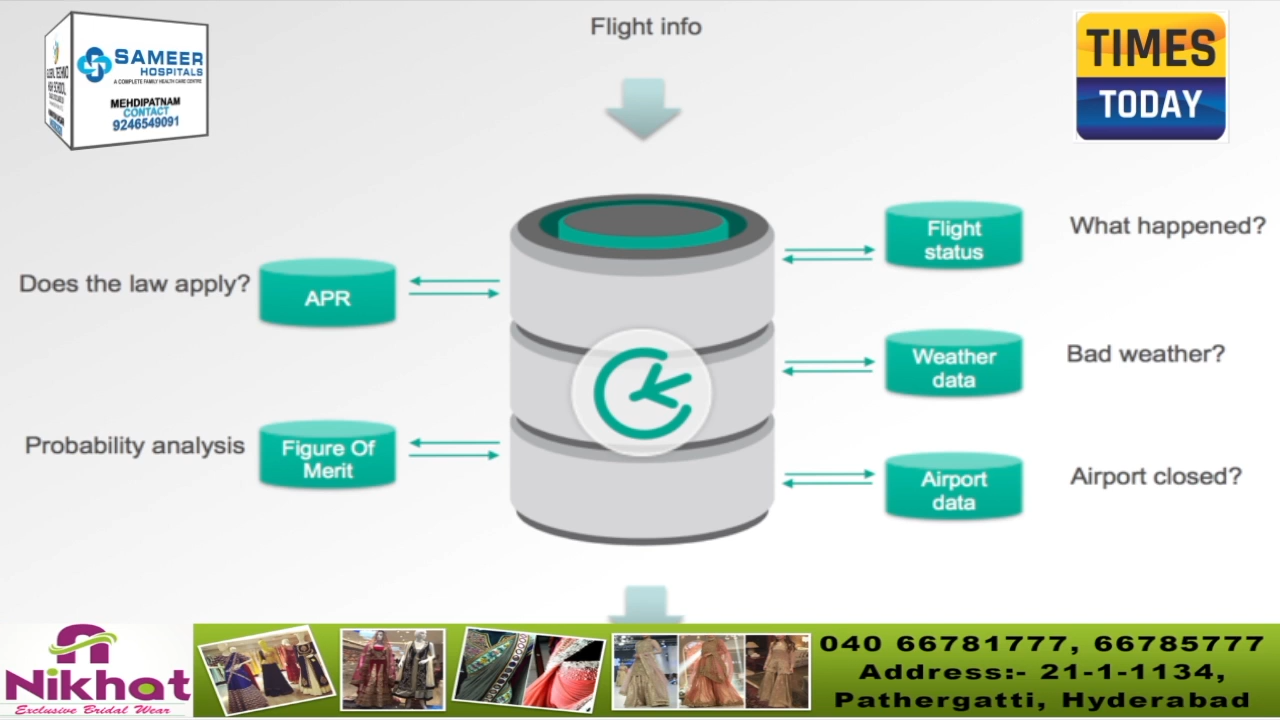 Flight info
SAMEER
HOSPITALS
A COMPLETE FAMILY HEALTH CARE CENTRE
MEHDIPATNAM
CONTACT
9246549091
TIMES
TODAY
Flight
status
What happened?
Does the law apply?
APR
Weather
data
Bad weather?
Probability analysis
Figure Of
Merit
Airport
data
Airport closed?
Nikhat
Exclusive Bridal Wear
040 66781777, 66785777
Address:- 21-1-1134,
Pathergatti, Hyderabad